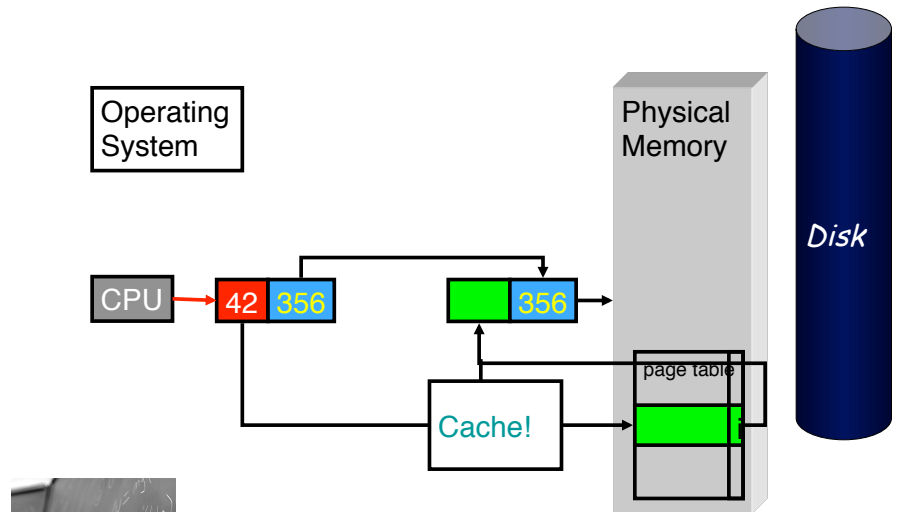 Operating
System
Physical
Memory
Disk
CPU
42 356
356
page table
i
Cache!